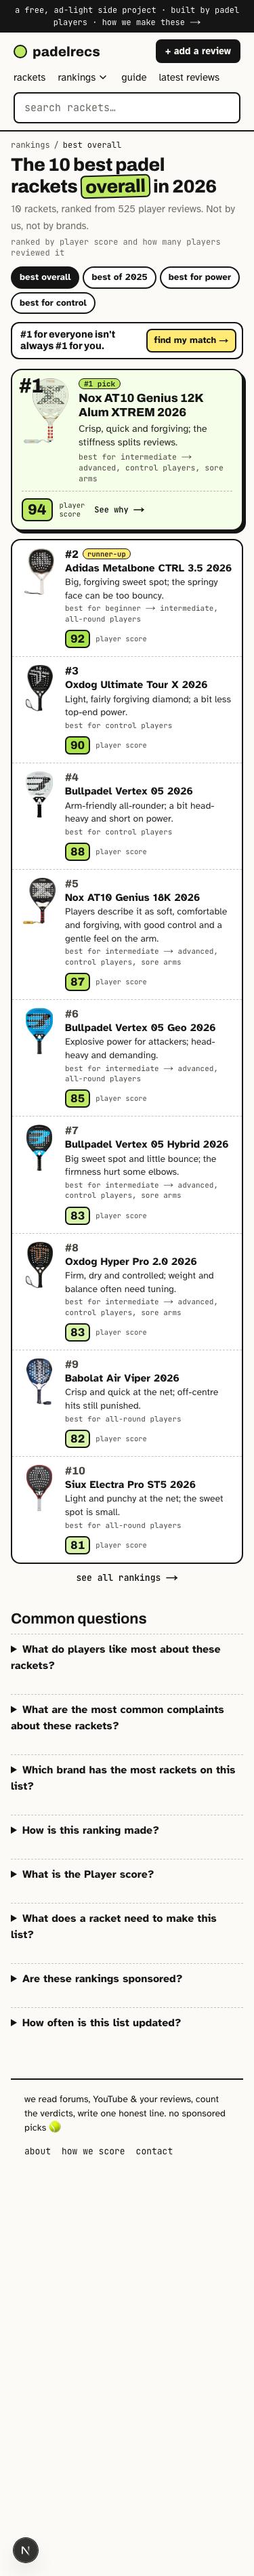 a free, ad-light side project · built by padel
players · how we make these →
padelrecs
+ add a review
rackets rankings guide latest reviews
search rackets…
rankings / best overall
The 10 best padel
rackets overall in 2026
10 rackets, ranked from 525 player reviews. Not by
us, not by brands.
ranked by player score and how many players
reviewed it
best overall best of 2025 best for power
best for control
#1 for everyone isn't
always #1 for you.
find my match →
#1
#1 pick
Nox AT10 Genius 12K
Alum XTREM 2026
Crisp, quick and forgiving; the
stiffness splits reviews.
best for intermediate →
advanced, control players, sore
arms
94 player
score
See why →
#2 runner-up
Adidas Metalbone CTRL 3.5 2026
Big, forgiving sweet spot; the springy
face can be too bouncy.
best for beginner → intermediate,
all-round players
92 player score
#3
Oxdog Ultimate Tour X 2026
Light, fairly forgiving diamond; a bit less
top-end power.
best for control players
90 player score
#4
Bullpadel Vertex 05 2026
Arm-friendly all-rounder; a bit head-
heavy and short on power.
best for control players
88 player score
#5
Nox AT10 Genius 18K 2026
Players describe it as soft, comfortable
and forgiving, with good control and a
gentle feel on the arm.
best for intermediate → advanced,
control players, sore arms
87 player score
#6
Bullpadel Vertex 05 Geo 2026
Explosive power for attackers; head-
heavy and demanding.
best for intermediate → advanced,
all-round players
85 player score
#7
Bullpadel Vertex 05 Hybrid 2026
Big sweet spot and little bounce; the
firmness hurt some elbows.
best for intermediate → advanced,
control players, sore arms
83 player score
#8
Oxdog Hyper Pro 2.0 2026
Firm, dry and controlled; weight and
balance often need tuning.
best for intermediate → advanced,
control players, sore arms
83 player score
#9
Babolat Air Viper 2026
Crisp and quick at the net; off-centre
hits still punished.
best for all-round players
82 player score
#10
Siux Electra Pro ST5 2026
Light and punchy at the net; the sweet
spot is small.
best for all-round players
81 player score
see all rankings →
Common questions
What do players like most about these
rackets?
What are the most common complaints
about these rackets?
Which brand has the most rackets on this
list?
How is this ranking made?
What is the Player score?
What does a racket need to make this
list?
Are these rankings sponsored?
How often is this list updated?
we read forums, YouTube & your reviews, count
the verdicts, write one honest line. no sponsored
picks
about how we score contact
N